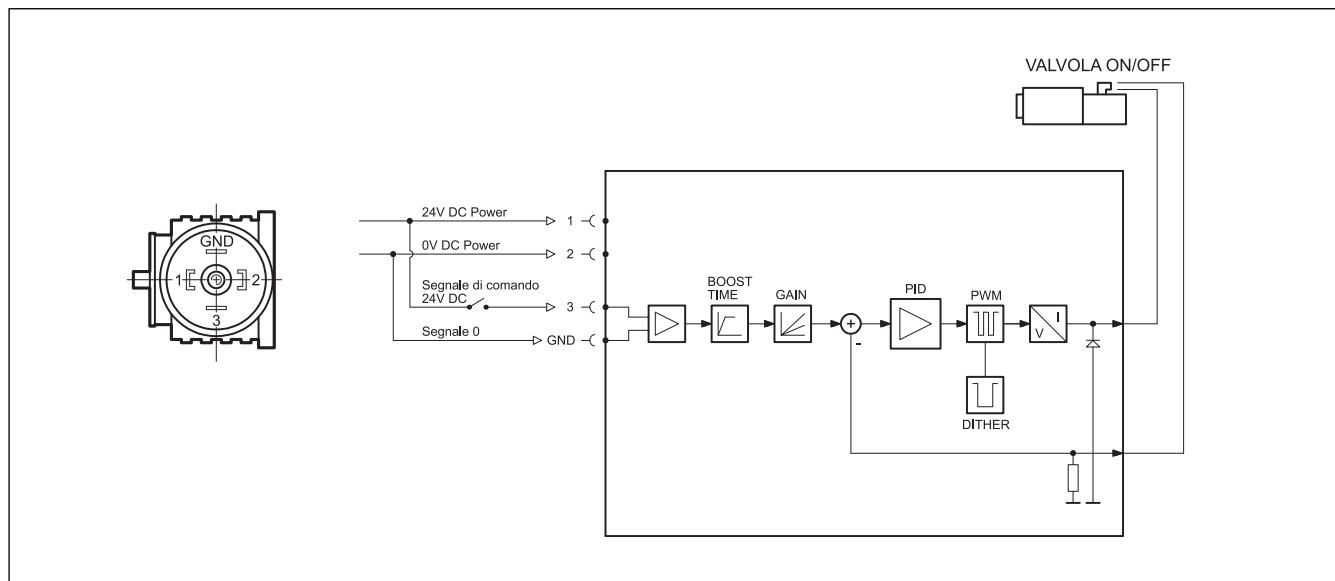 VALVOLA ON/OFF
GND
1
2
3
24V DC Power
1
0V DC Power
2
Segnale di comando
24V DC
3
Segnale 0
GND
BOOST
TIME
GAIN
PID
PWM
+
-
I
V
DITHER